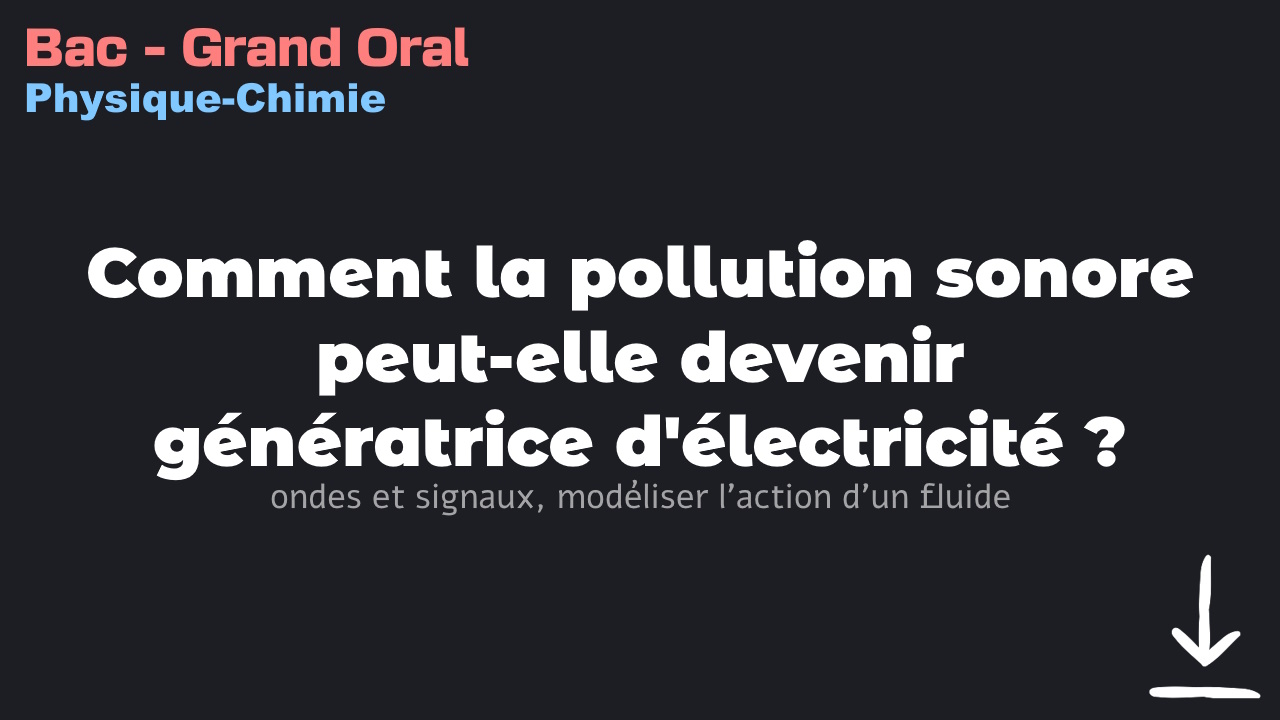 Bac - Grand Oral
Physique-Chimie
Comment la pollution sonore
peut-elle devenir
génératrice d'électricité ?
ondes et signaux, modéliser l’action d’un fluide